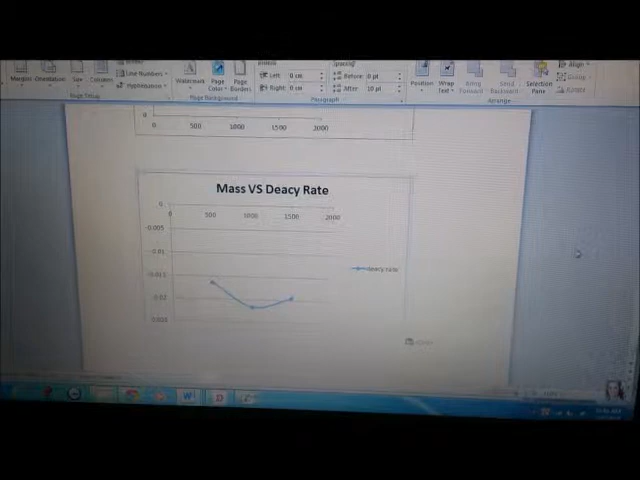 Margins Orientation Size Columns
Line Numbers
Hyphenation
Watermark Page Color Page Borders
Left: 0 cm
Right: 0 cm
Spacing
Before: 0 pt
After: 10 pt
Position Wrap Text Bring Forward Send Backward Selection Pane
Align
Group
Page Setup
Page Background
Paragraph
Arrange
0
0 500 1000 1500 2000
Mass VS Deacy Rate
0
0 500 1000 1500 2000
-0.005
-0.01
-0.015
-0.02
deacy rate